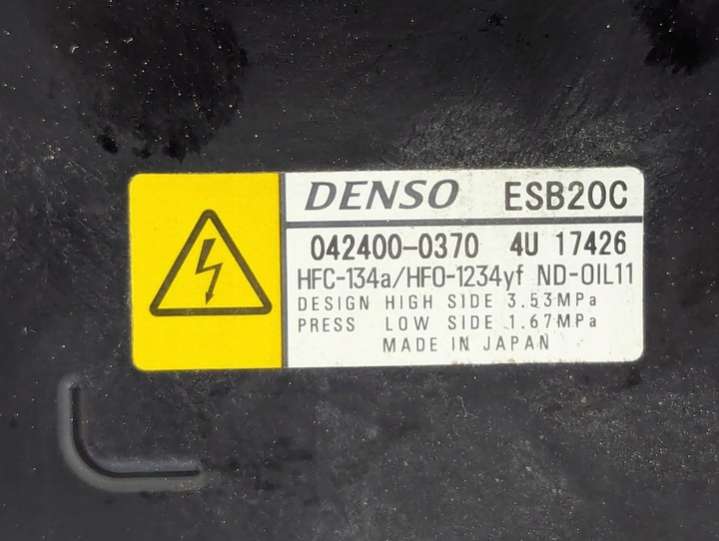 DENSO ESB20C
042400-0370 4U 17426
HFC-134a/HFO-1234yf ND-OIL11
DESIGN HIGH SIDE 3.53MPa
PRESS LOW SIDE 1.67MPa
MADE IN JAPAN